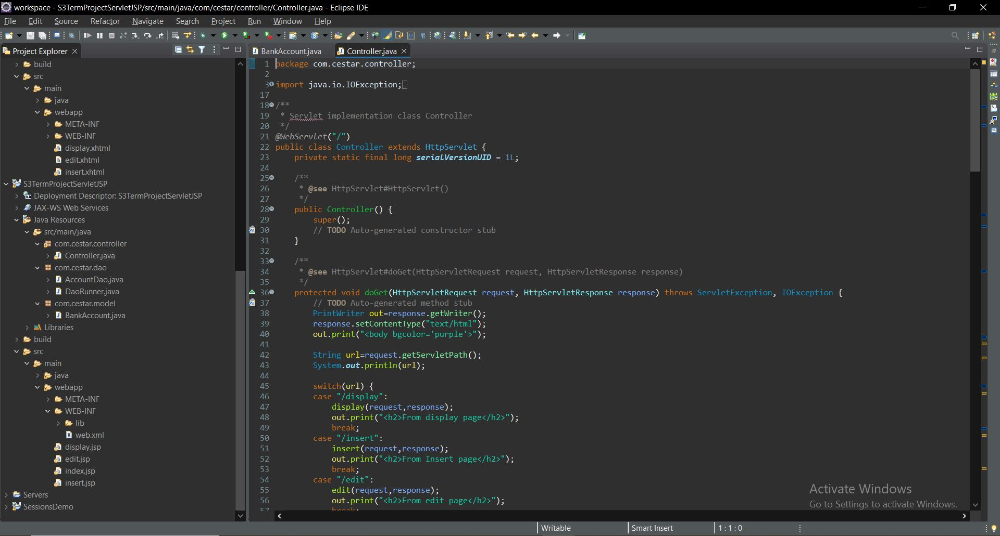 workspace - S3TermProjectServletJSP/src/main/java/com/cestar/controller/Controller.java - Eclipse IDE
File Edit Source Refactor Navigate Search Project Run Window Help
Project Explorer
build
src
main
java
webapp
META-INF
WEB-INF
display.xhtml
edit.xhtml
insert.xhtml
S3TermProjectServletJSP
Deployment Descriptor: S3TermProjectServletJSP
JAX-WS Web Services
Java Resources
src/main/java
com.cestar.controller
Controller.java
com.cestar.dao
AccountDao.java
DaoRunner.java
com.cestar.model
BankAccount.java
Libraries
build
src
main
java
webapp
META-INF
WEB-INF
lib
web.xml
display.jsp
edit.jsp
index.jsp
insert.jsp
Servers
SessionsDemo
BankAccount.java Controller.java
1 package com.cestar.controller;
2
3 import java.io.IOException;
17
18 /**
19 * Servlet implementation class Controller
20 */
21 @WebServlet("/")
22 public class Controller extends HttpServlet {
23 private static final long serialVersionUID = 1L;
24
25 /**
26 * @see HttpServlet#HttpServlet()
27 */
28 public Controller() {
29 super();
30 // TODO Auto-generated constructor stub
31 }
32
33 /**
34 * @see HttpServlet#doGet(HttpServletRequest request, HttpServletResponse response)
35 */
36 protected void doGet(HttpServletRequest request, HttpServletResponse response) throws ServletException, IOException {
37 // TODO Auto-generated method stub
38 PrintWriter out=response.getWriter();
39 response.setContentType("text/html");
40 out.print("<body bgcolor='purple'>");
41
42 String url=request.getServletPath();
43 System.out.println(url);
44
45 switch(url) {
46 case "/display":
47 display(request,response);
48 out.print("<h2>From display page</h2>");
49 break;
50 case "/insert":
51 insert(request,response);
52 out.print("<h2>From Insert page</h2>");
53 break;
54 case "/edit":
55 edit(request,response);
56 out.print("<h2>From edit page</h2>");
57 break;
Activate Windows
Go to Settings to activate Windows.
Writable Smart Insert 1 : 1 : 0